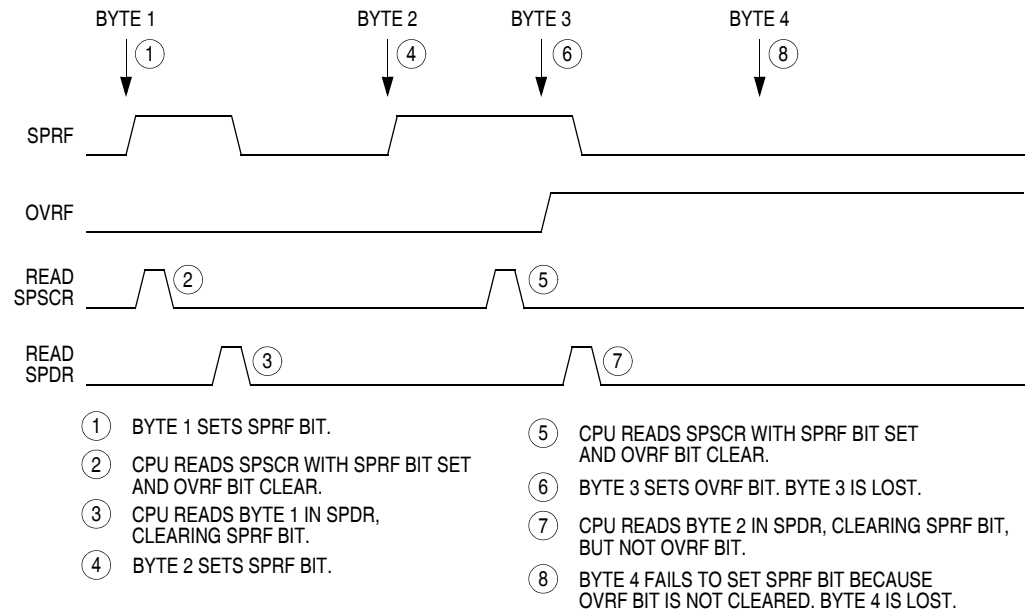 BYTE 1 BYTE 2 BYTE 3 BYTE 4
1 4 6 8
SPRF
OVRF
READ
SPSCR
2 5
READ
SPDR
3 7
1 BYTE 1 SETS SPRF BIT.
2 CPU READS SPSCR WITH SPRF BIT SET
AND OVRF BIT CLEAR.
3 CPU READS BYTE 1 IN SPDR,
CLEARING SPRF BIT.
4 BYTE 2 SETS SPRF BIT.
5 CPU READS SPSCR WITH SPRF BIT SET
AND OVRF BIT CLEAR.
6 BYTE 3 SETS OVRF BIT. BYTE 3 IS LOST.
7 CPU READS BYTE 2 IN SPDR, CLEARING SPRF BIT,
BUT NOT OVRF BIT.
8 BYTE 4 FAILS TO SET SPRF BIT BECAUSE
OVRF BIT IS NOT CLEARED. BYTE 4 IS LOST.